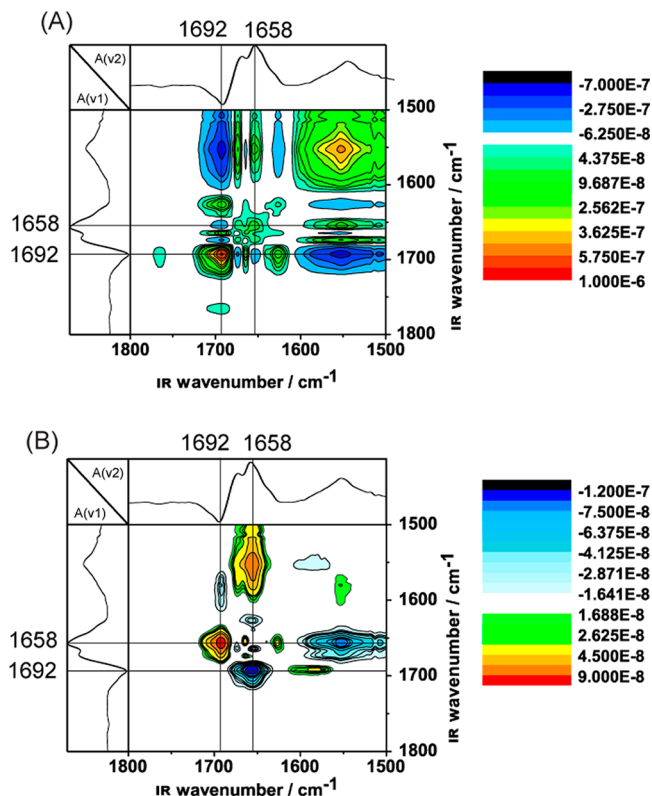 (A)
1692 1658
A(v2)
A(v1)
1500
1600
1700
1800
IR wavenumber / cm-1
1658
1692
1800 1700 1600 1500
IR wavenumber / cm-1
-7.000E-7
-2.750E-7
-6.250E-8
4.375E-8
9.687E-8
2.562E-7
3.625E-7
5.750E-7
1.000E-6
(B)
1692 1658
A(v2)
A(v1)
1500
1600
1700
1800
IR wavenumber / cm-1
1658
1692
1800 1700 1600 1500
IR wavenumber / cm-1
-1.200E-7
-7.500E-8
-6.375E-8
-4.125E-8
-2.871E-8
-1.641E-8
1.688E-8
2.625E-8
4.500E-8
9.000E-8